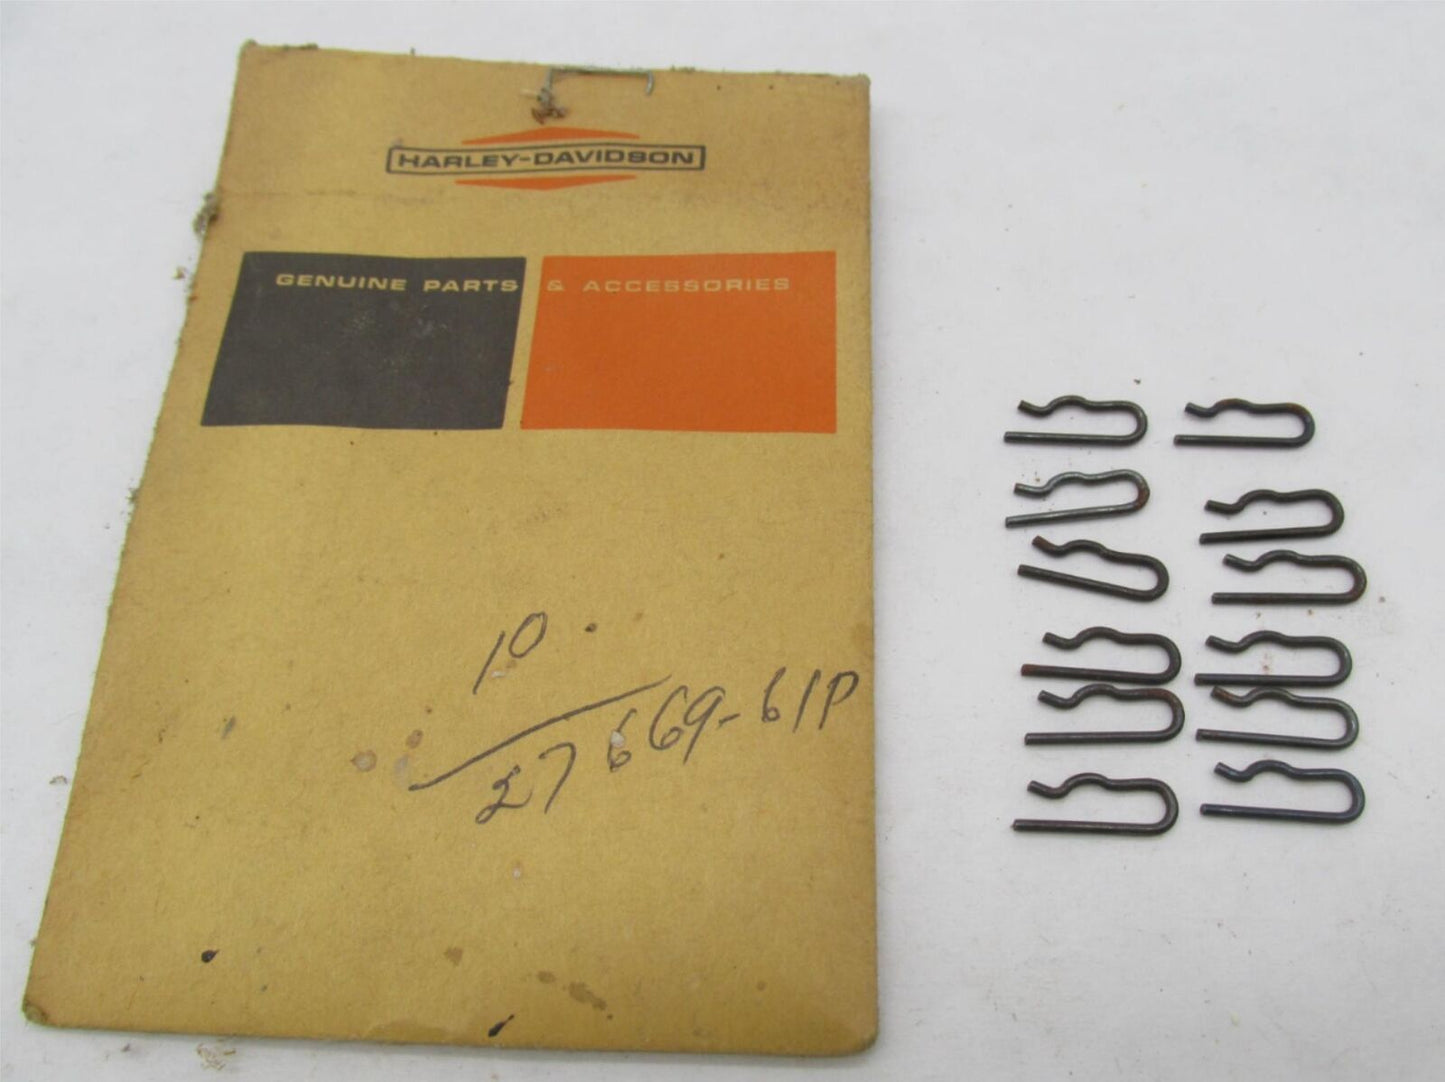 HARLEY-DAVIDSON
GENUINE PARTS & ACCESSORIES
10
27669-61P